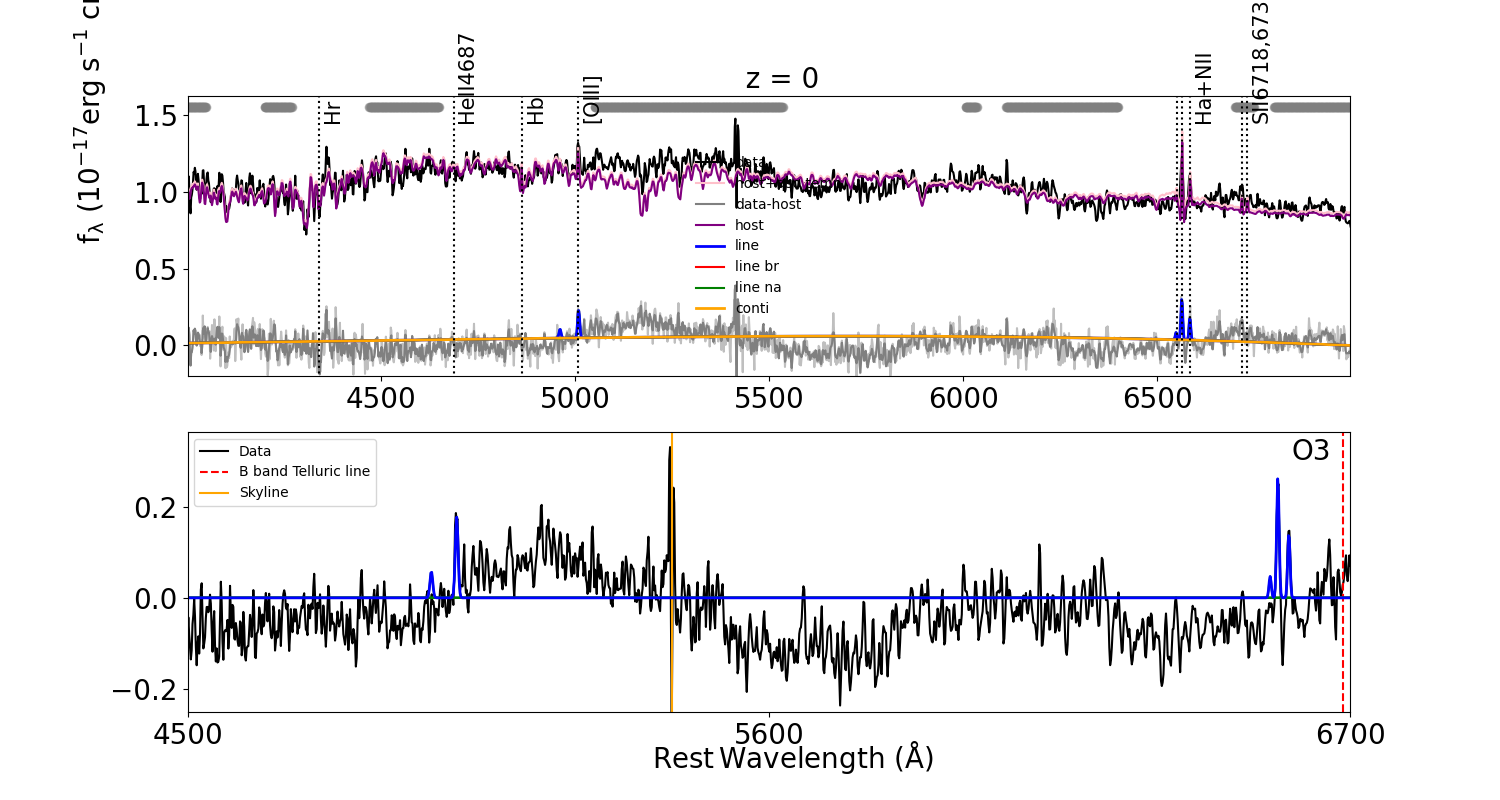 z = 0
f_λ (10^−17 erg s^−1 c
Hr
HeII4687
Hb
[OIII]
Ha+NII
SII6718,673
1.5
1.0
0.5
0.0
data
data-host
host
line
line br
line na
conti
4500 5000 5500 6000 6500
Data
B band Telluric line
Skyline
O3
0.2
0.0
−0.2
4500 5600 6700
Rest Wavelength (Å)